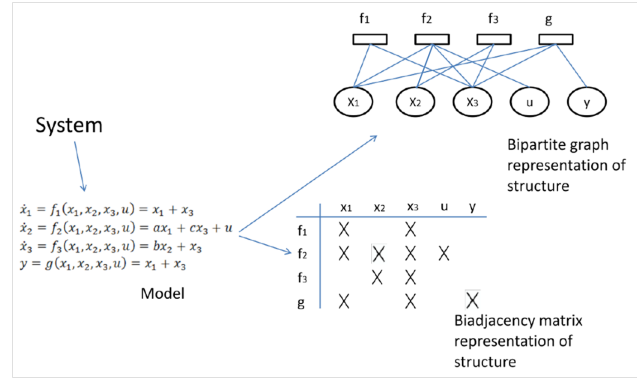 f1 f2 f3 g
X1 X2 X3 u y
System
Bipartite graph
representation of
structure
ẋ₁ = f₁(x₁, x₂, x₃, u) = x₁ + x₃
ẋ₂ = f₂(x₁, x₂, x₃, u) = ax₁ + cx₃ + u
ẋ₃ = f₃(x₁, x₂, x₃, u) = bx₂ + x₃
y = g(x₁, x₂, x₃, u) = x₁ + x₃
Model
x1 x2 x3 u y
f1 X X
f2 X X X X
f3 X X
g X X X
Biadjacency matrix
representation of
structure